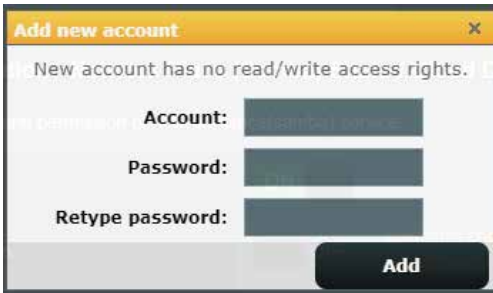 Add new account ×
New account has no read/write access rights.
Account:
Password:
Retype password:
Add